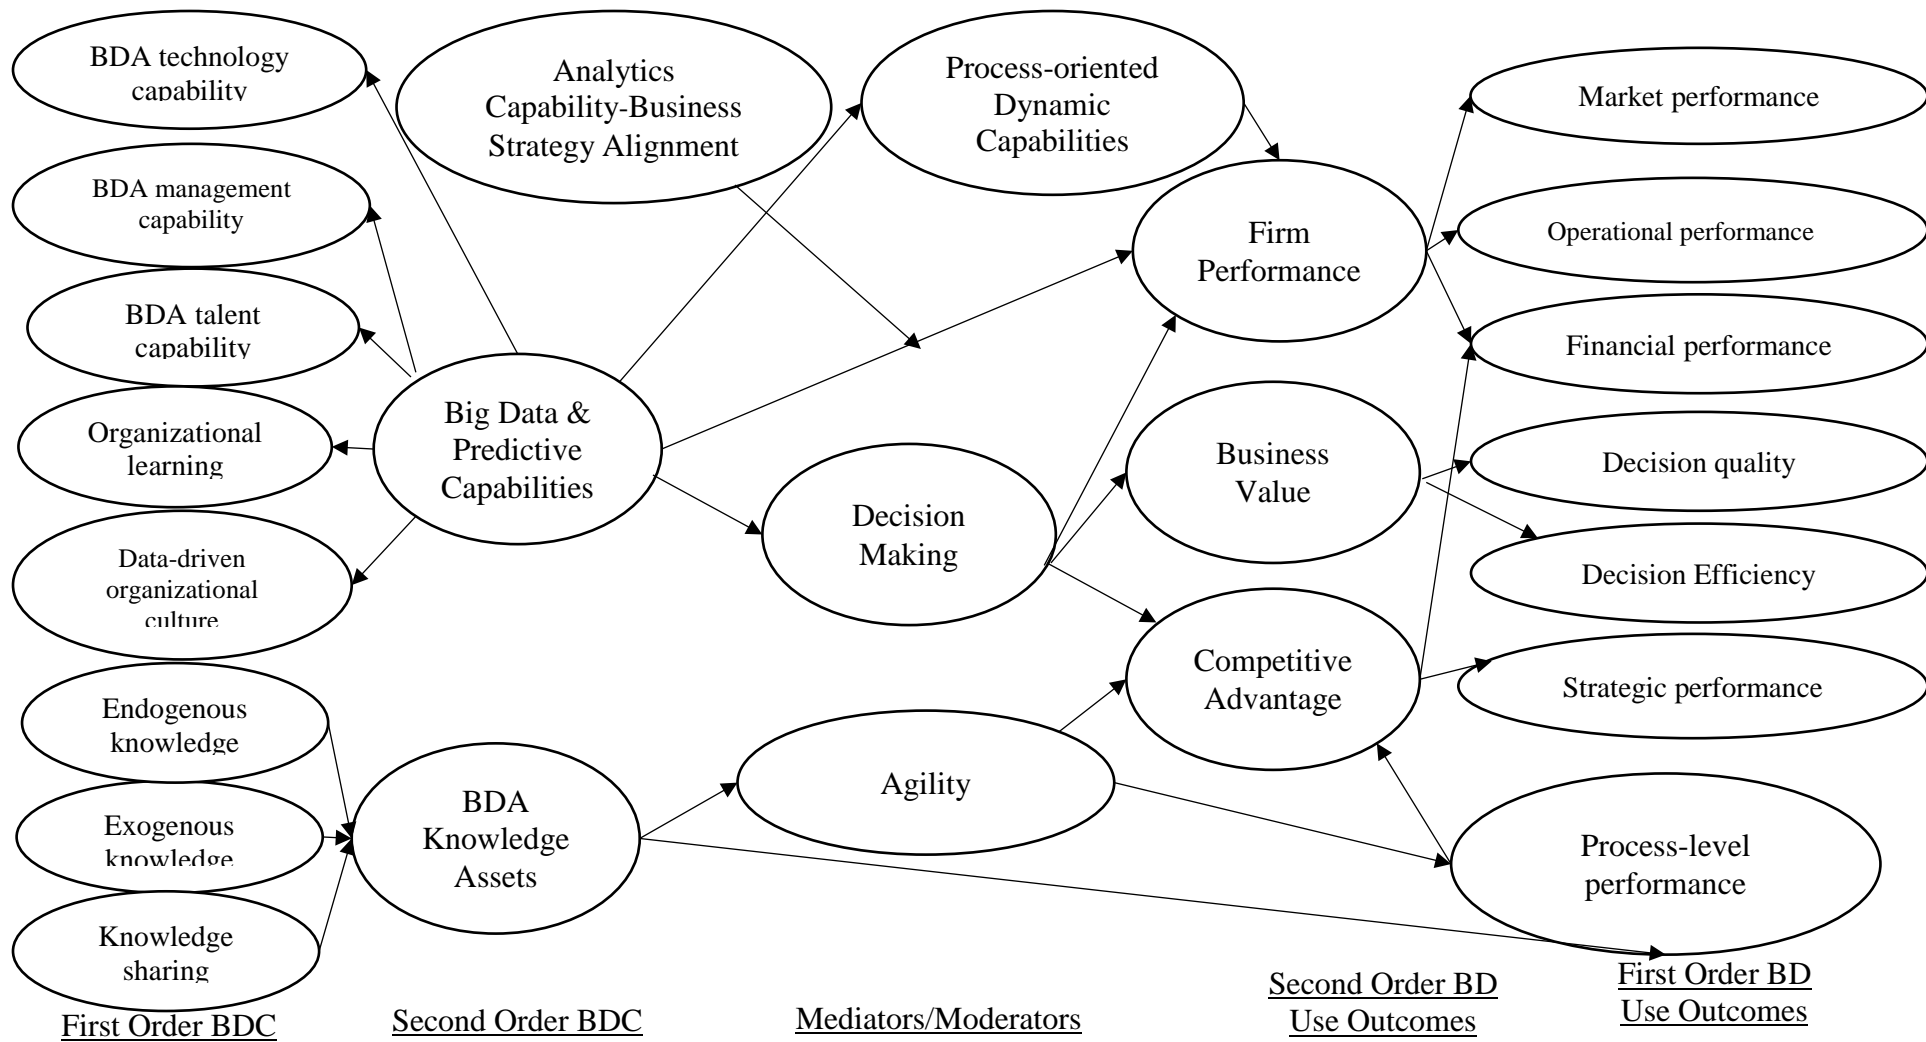 BDA technology
capability
BDA management
capability
BDA talent
capability
Organizational
learning
Data-driven
organizational
culture
Endogenous
knowledge
Exogenous
knowledge
Knowledge
sharing
First Order BDC
Analytics
Capability-Business
Strategy Alignment
Big Data &
Predictive
Capabilities
BDA
Knowledge
Assets
Second Order BDC
Process-oriented
Dynamic
Capabilities
Decision
Making
Agility
Mediators/Moderators
Firm
Performance
Business
Value
Competitive
Advantage
Second Order BD
Use Outcomes
Market performance
Operational performance
Financial performance
Decision quality
Decision Efficiency
Strategic performance
Process-level
performance
First Order BD
Use Outcomes